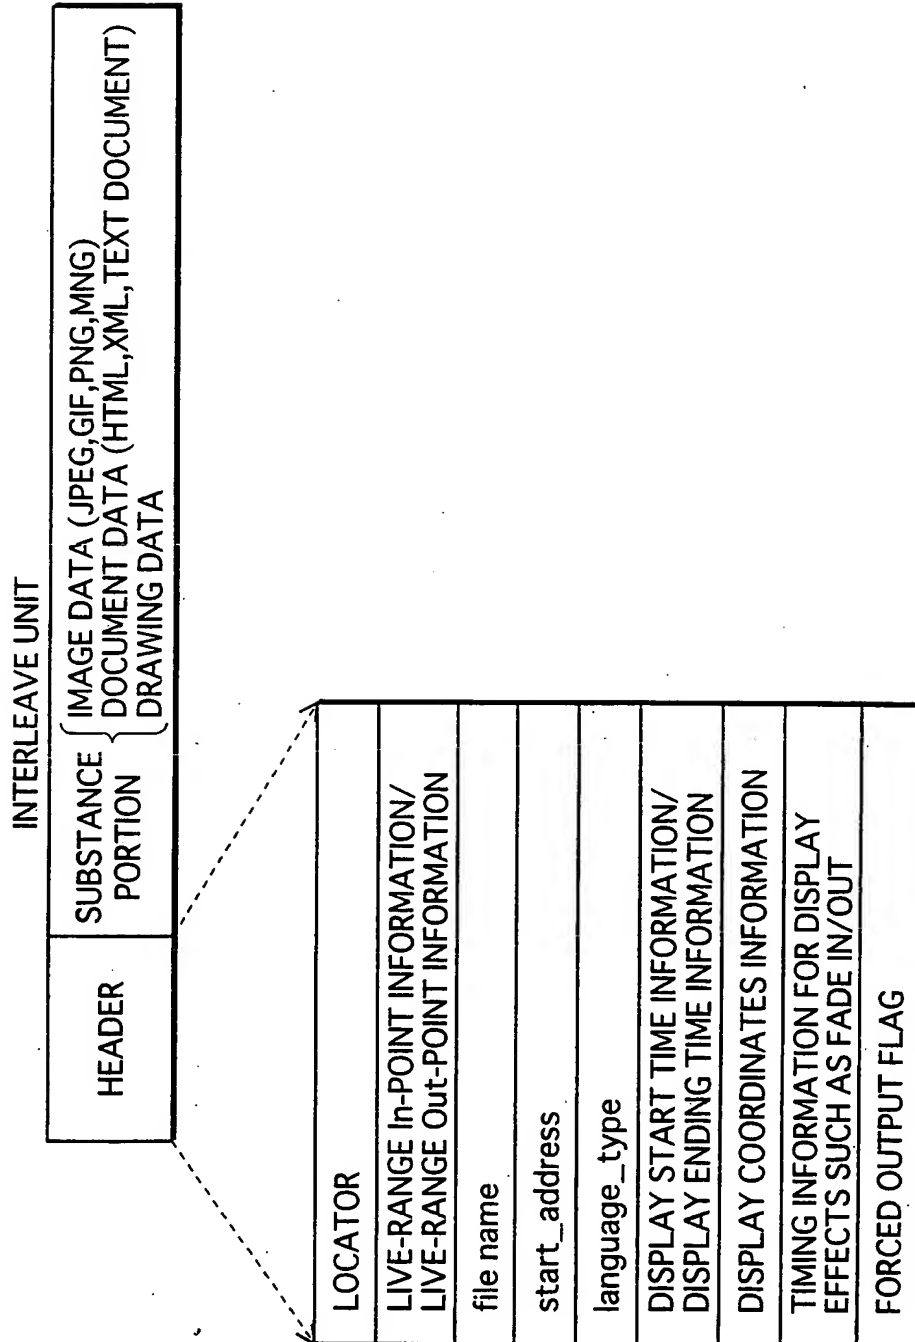 INTERLEAVE UNIT
HEADER
SUBSTANCE
PORTION
IMAGE DATA (JPEG,GIF,PNG,MNG)
DOCUMENT DATA (HTML,XML,TEXT DOCUMENT)
DRAWING DATA
LOCATOR
LIVE-RANGE In-POINT INFORMATION/
LIVE-RANGE Out-POINT INFORMATION
file name
start_address
language_type
DISPLAY START TIME INFORMATION/
DISPLAY ENDING TIME INFORMATION
DISPLAY COORDINATES INFORMATION
TIMING INFORMATION FOR DISPLAY
EFFECTS SUCH AS FADE IN/OUT
FORCED OUTPUT FLAG